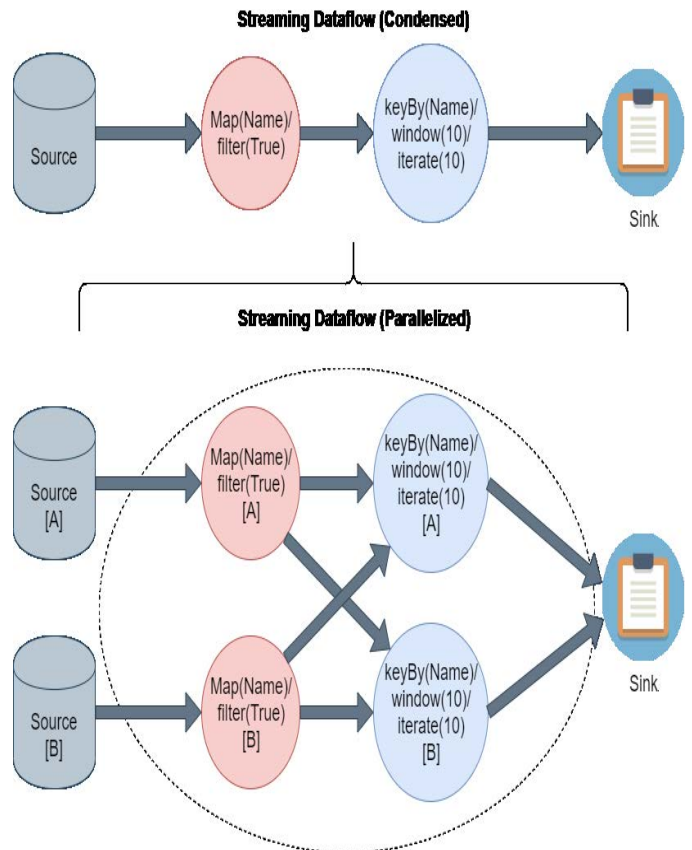 Streaming Dataflow (Condensed)
Source
Map(Name)/
filter(True)
keyBy(Name)/
window(10)/
iterate(10)
Sink
Streaming Dataflow (Parallelized)
Source
[A]
Map(Name)/
filter(True)
[A]
keyBy(Name)/
window(10)/
iterate(10)
[A]
Source
[B]
Map(Name)/
filter(True)
[B]
keyBy(Name)/
window(10)/
iterate(10)
[B]
Sink